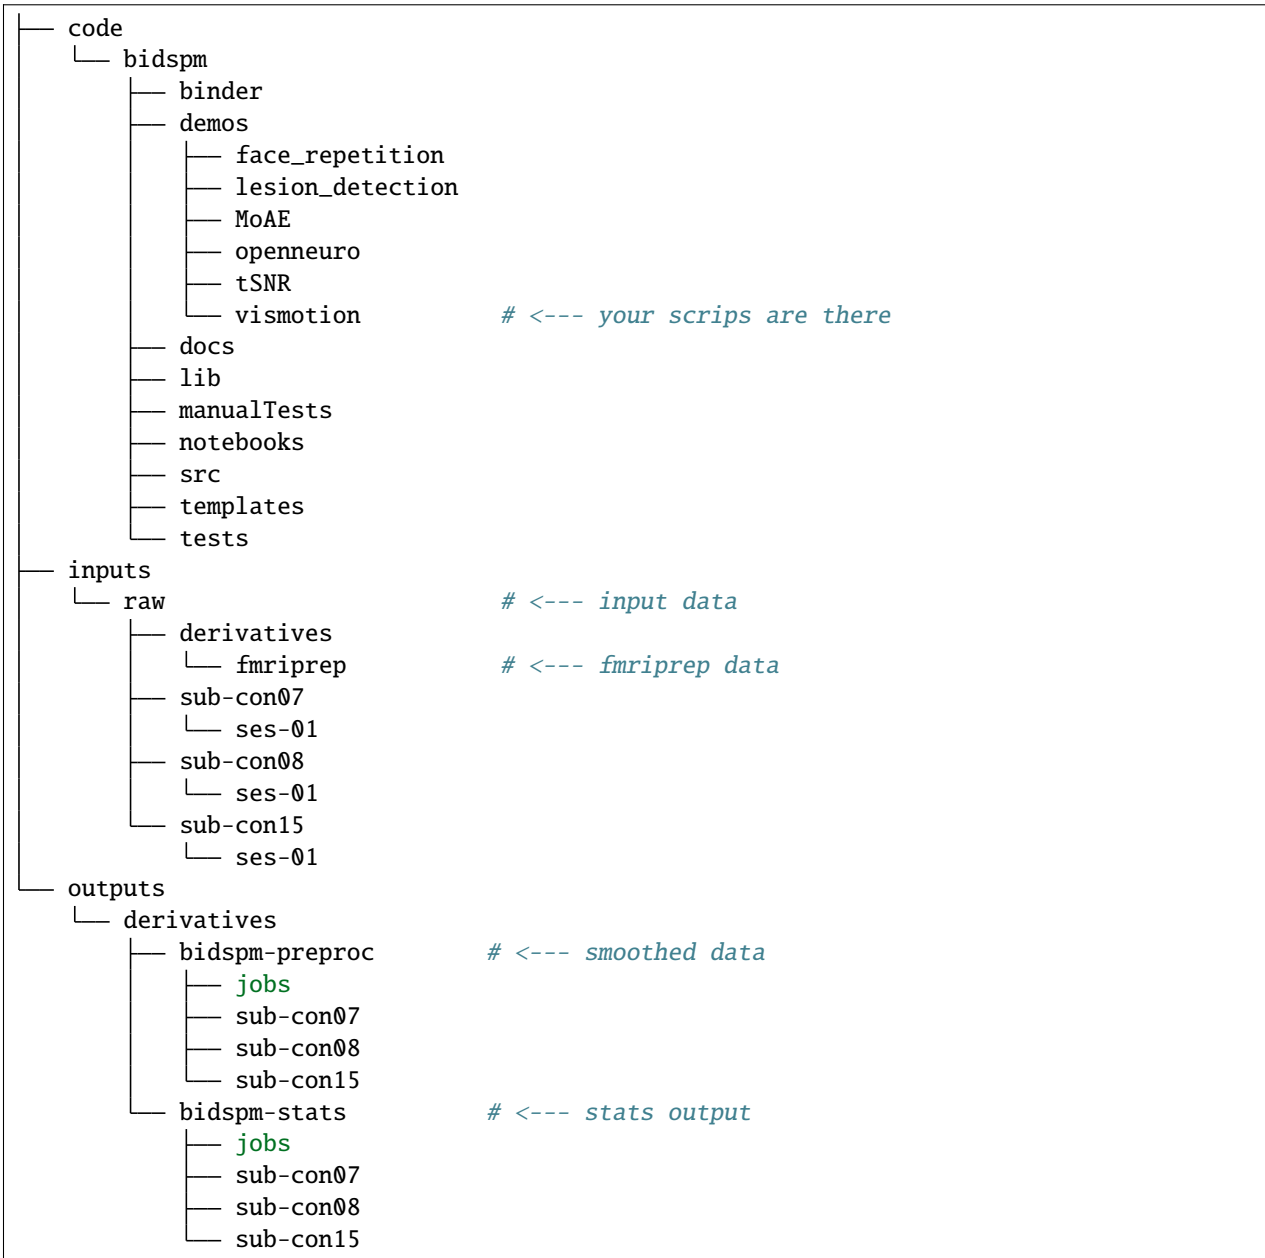 ├── code
│   └── bidspm
│       ├── binder
│       ├── demos
│       │   ├── face_repetition
│       │   ├── lesion_detection
│       │   ├── MoAE
│       │   ├── openneuro
│       │   ├── tSNR
│       │   └── vismotion          # <--- your scrips are there
│       ├── docs
│       ├── lib
│       ├── manualTests
│       ├── notebooks
│       ├── src
│       ├── templates
│       └── tests
├── inputs
│   └── raw                        # <--- input data
│       ├── derivatives
│       │   └── fmriprep           # <--- fmriprep data
│       ├── sub-con07
│       │   └── ses-01
│       ├── sub-con08
│       │   └── ses-01
│       └── sub-con15
│           └── ses-01
└── outputs
    └── derivatives
        ├── bidspm-preproc        # <--- smoothed data
        │   ├── jobs
        │   ├── sub-con07
        │   ├── sub-con08
        │   └── sub-con15
        └── bidspm-stats          # <--- stats output
            ├── jobs
            ├── sub-con07
            ├── sub-con08
            └── sub-con15